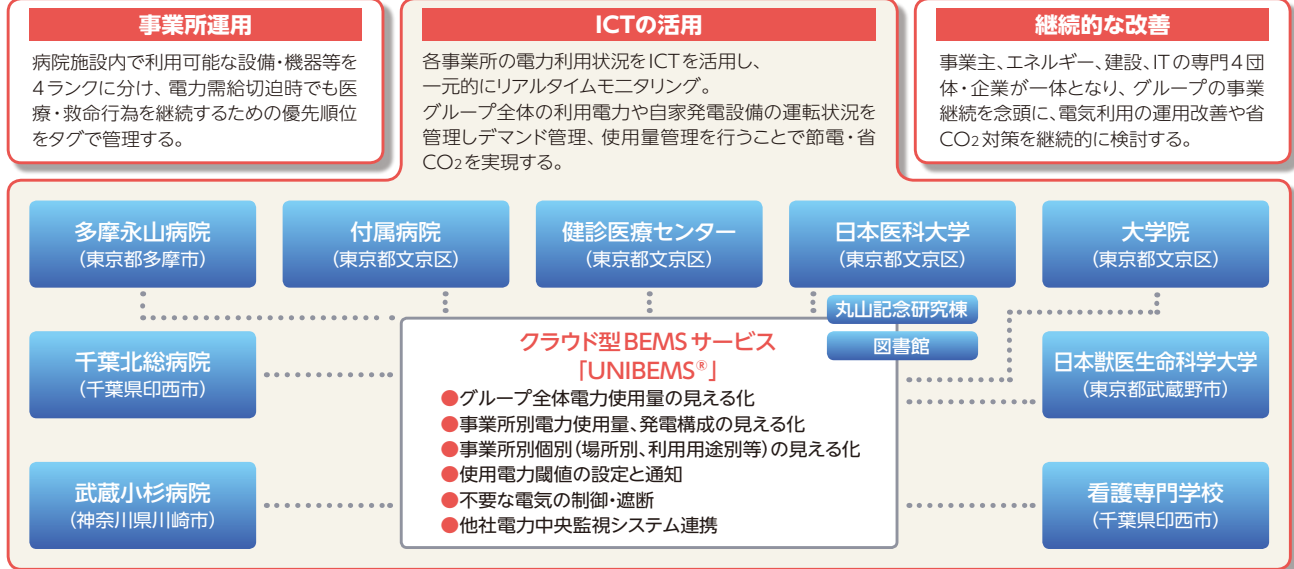 事業所運用
病院施設内で利用可能な設備・機器等を
4ランクに分け、電力需給切迫時でも医
療・救命行為を継続するための優先順位
をタグで管理する。
ICTの活用
各事業所の電力利用状況をICTを活用し、
一元的にリアルタイムモニタリング。
グループ全体の利用電力や自家発電設備の運転状況を
管理しデマンド管理、使用量管理を行うことで節電・省
CO2を実現する。
継続的な改善
事業主、エネルギー、建設、ITの専門4団
体・企業が一体となり、グループの事業
継続を念頭に、電気利用の運用改善や省
CO2対策を継続的に検討する。
多摩永山病院
(東京都多摩市)
付属病院
(東京都文京区)
健診医療センター
(東京都文京区)
日本医科大学
(東京都文京区)
大学院
(東京都文京区)
丸山記念研究棟
図書館
千葉北総病院
(千葉県印西市)
クラウド型BEMSサービス
「UNIBEMS®」
●グループ全体電力使用量の見える化
●事業所別電力使用量、発電構成の見える化
●事業所別個別(場所別、利用用途別等)の見える化
●使用電力閾値の設定と通知
●不要な電気の制御・遮断
●他社電力中央監視システム連携
日本獣医生命科学大学
(東京都武蔵野市)
武蔵小杉病院
(神奈川県川崎市)
看護専門学校
(千葉県印西市)